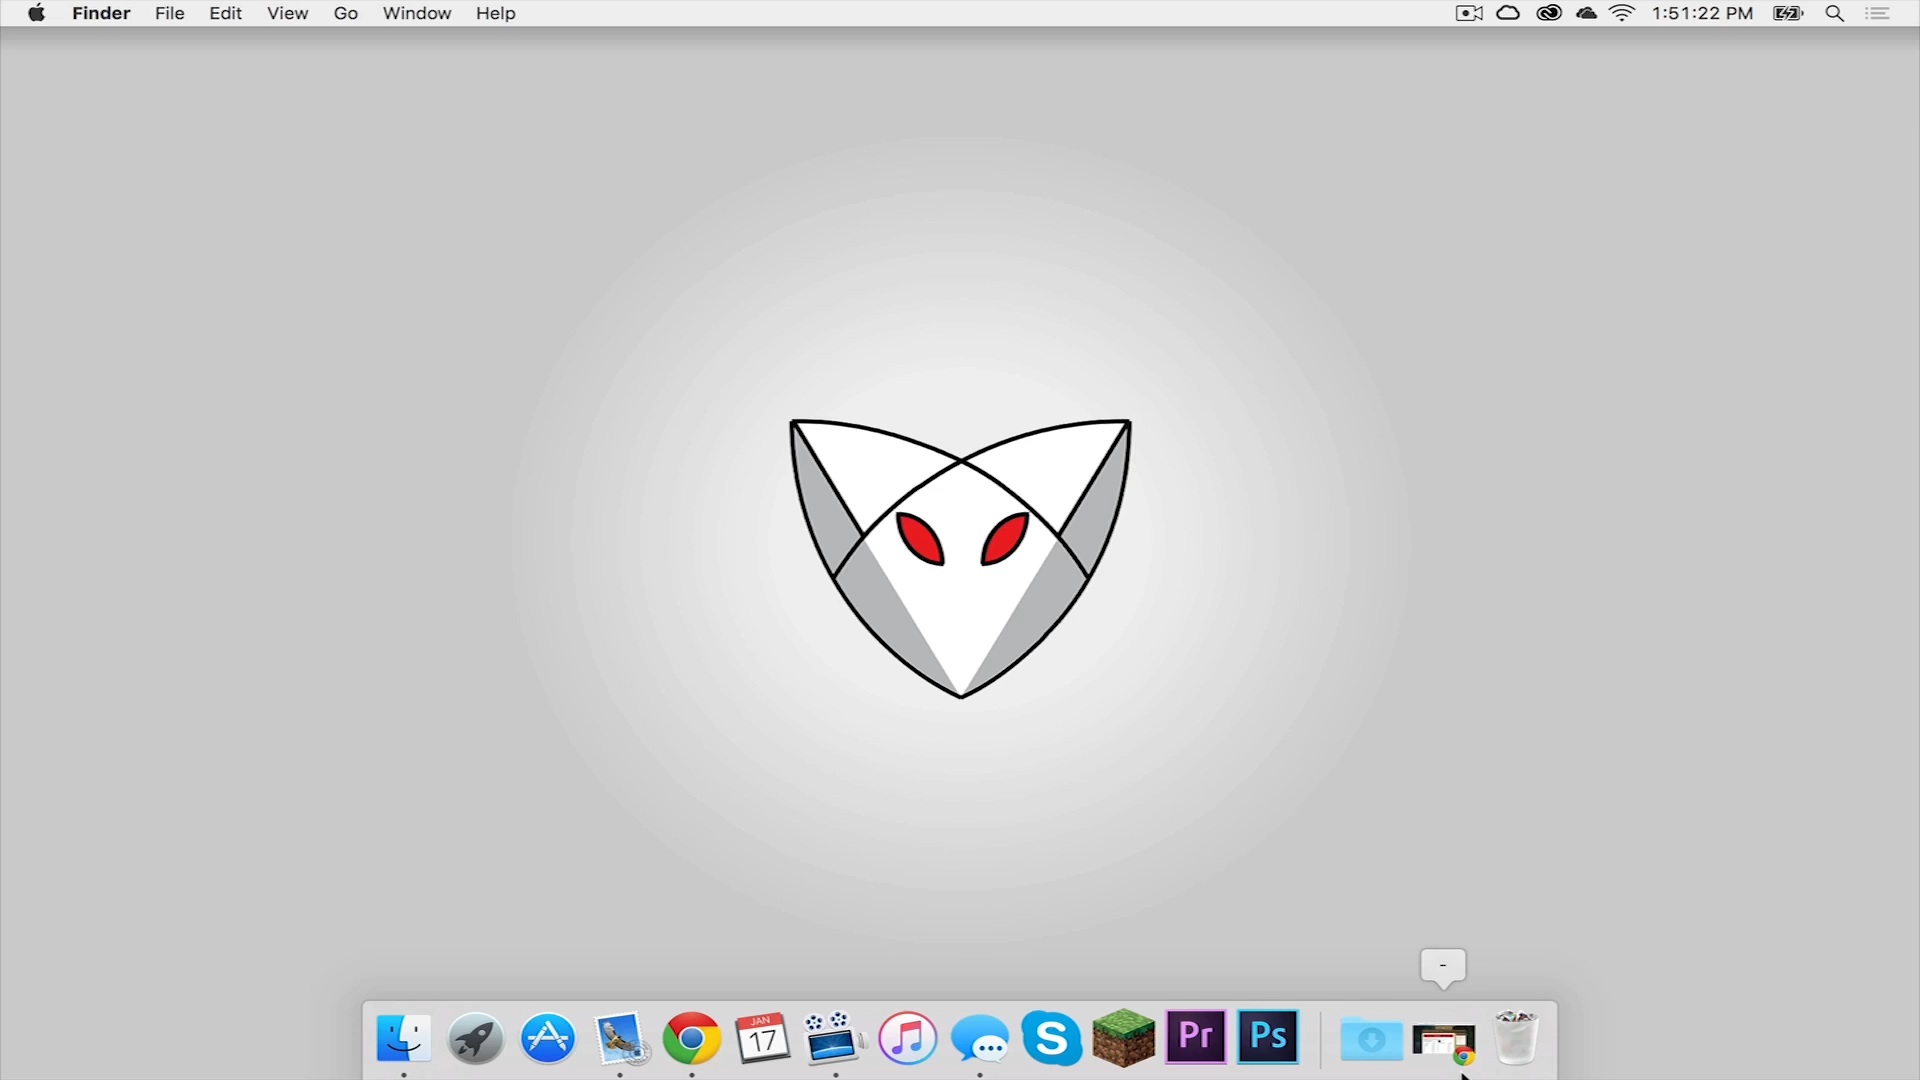 Finder File Edit View Go Window Help 1:51:22 PM
-
JAN
17
S
Pr
Ps